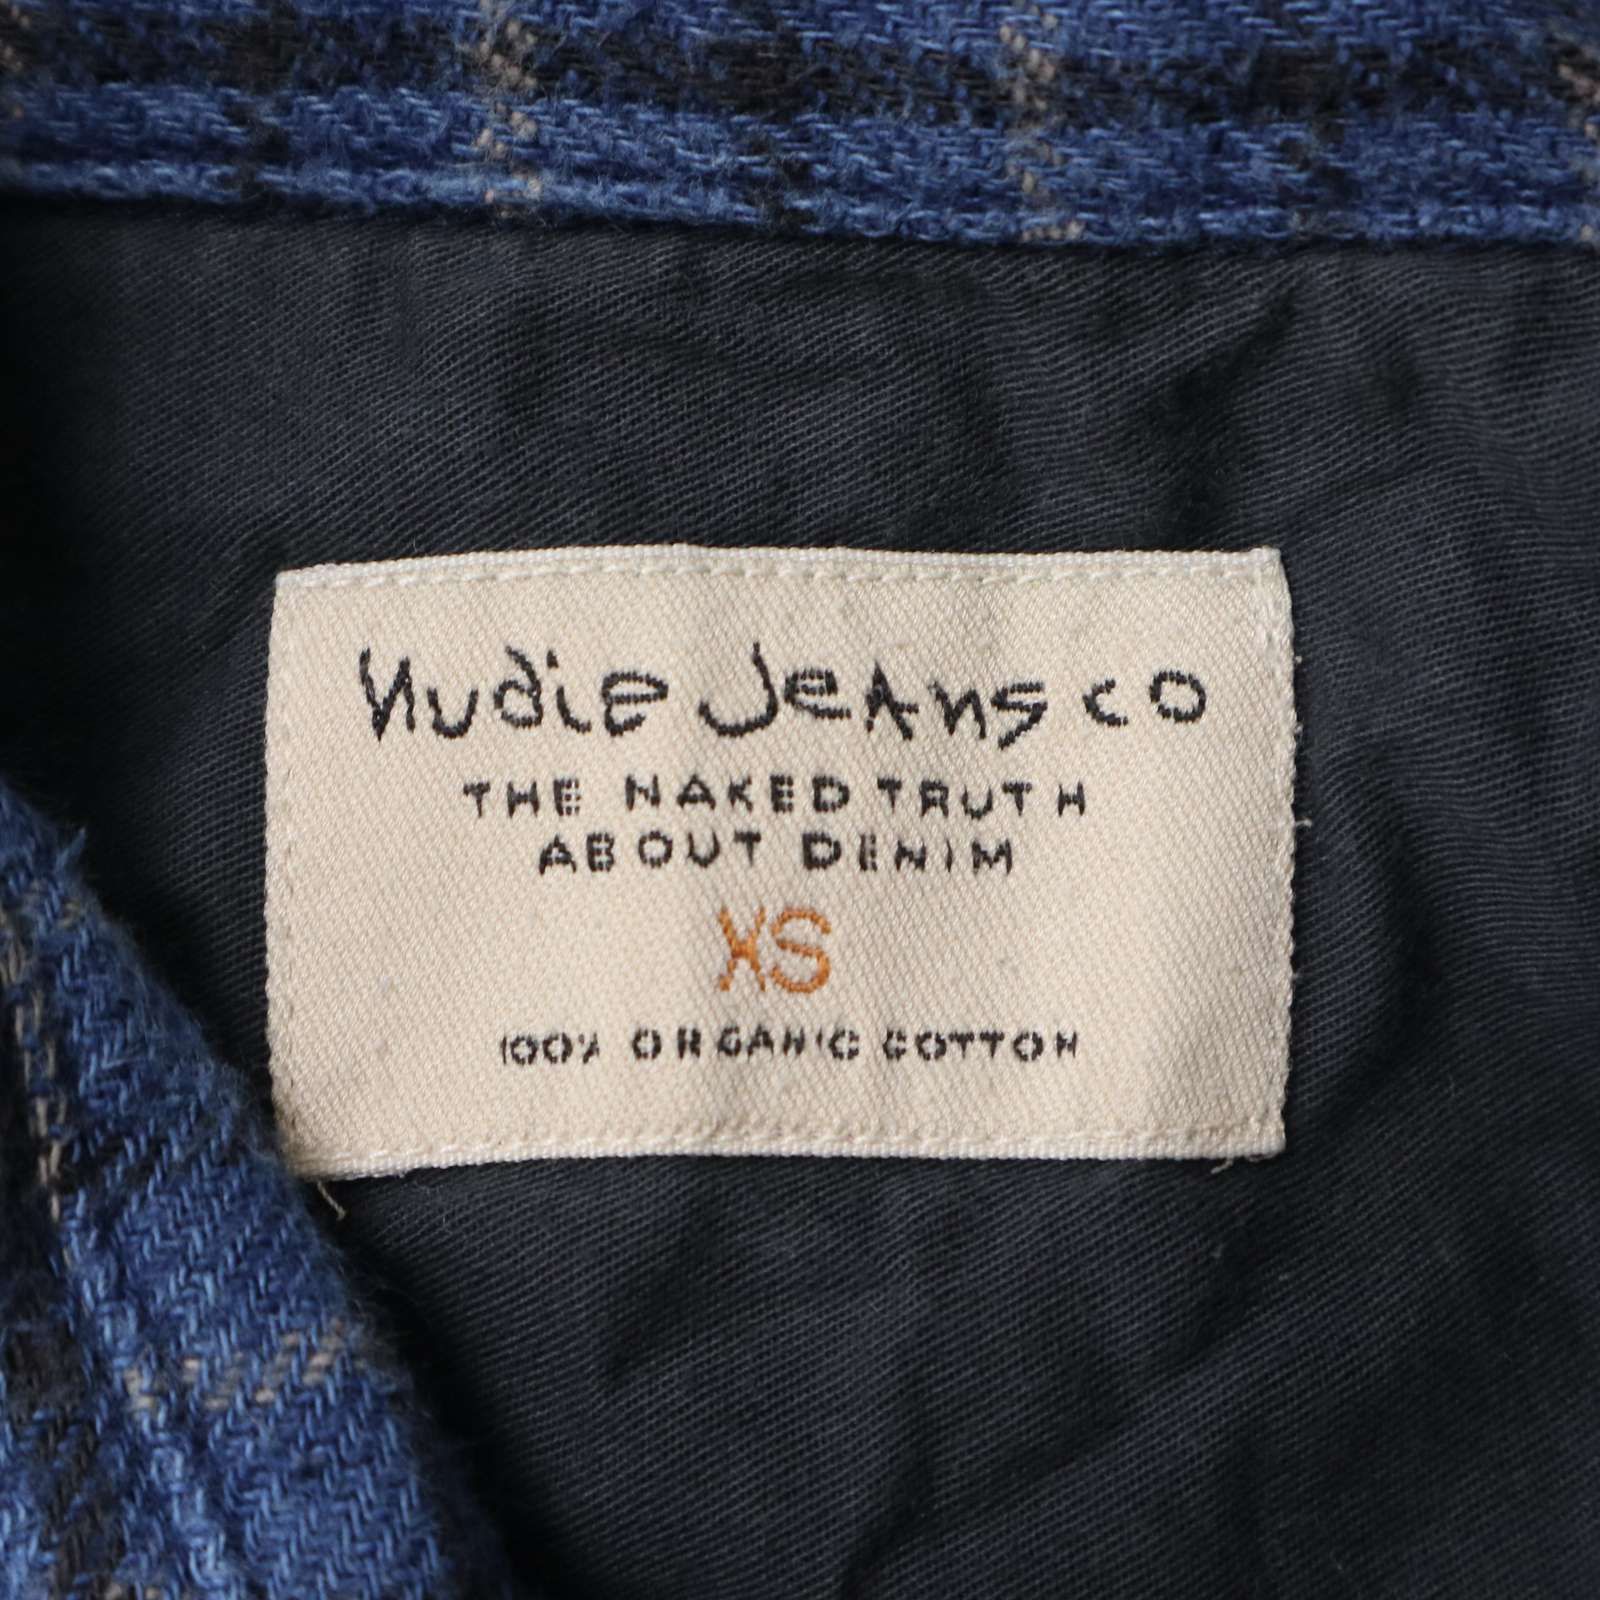 Nudie Jeans co
THE NAKED TRUTH
ABOUT DENIM
XS
100% ORGANIC COTTON